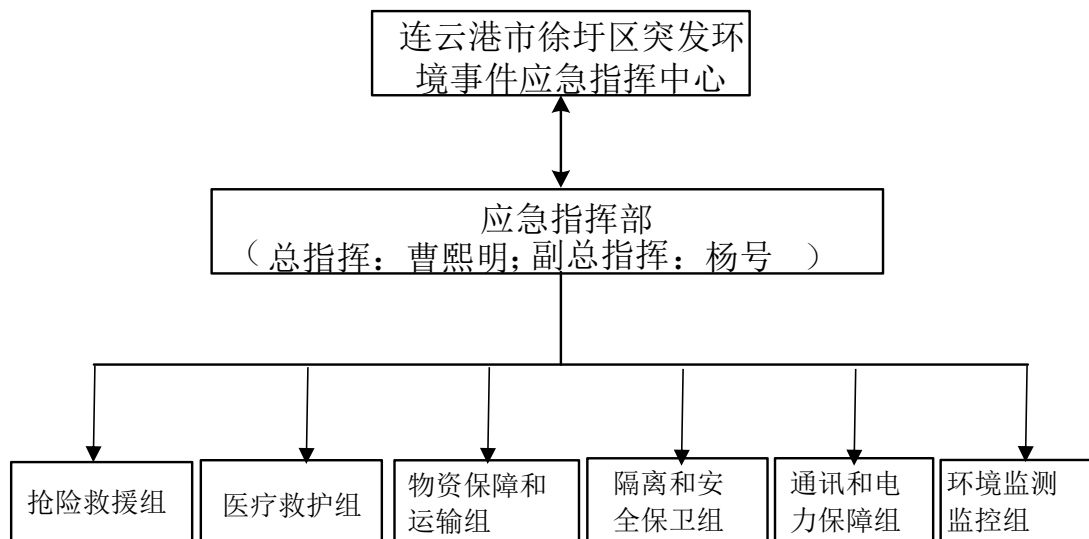 连云港市徐圩区突发环
境事件应急指挥中心
应急指挥部
（总指挥：曹熙明；副总指挥：杨号 ）
抢险救援组
医疗救护组
物资保障和
运输组
隔离和安
全保卫组
通讯和电
力保障组
环境监测
监控组